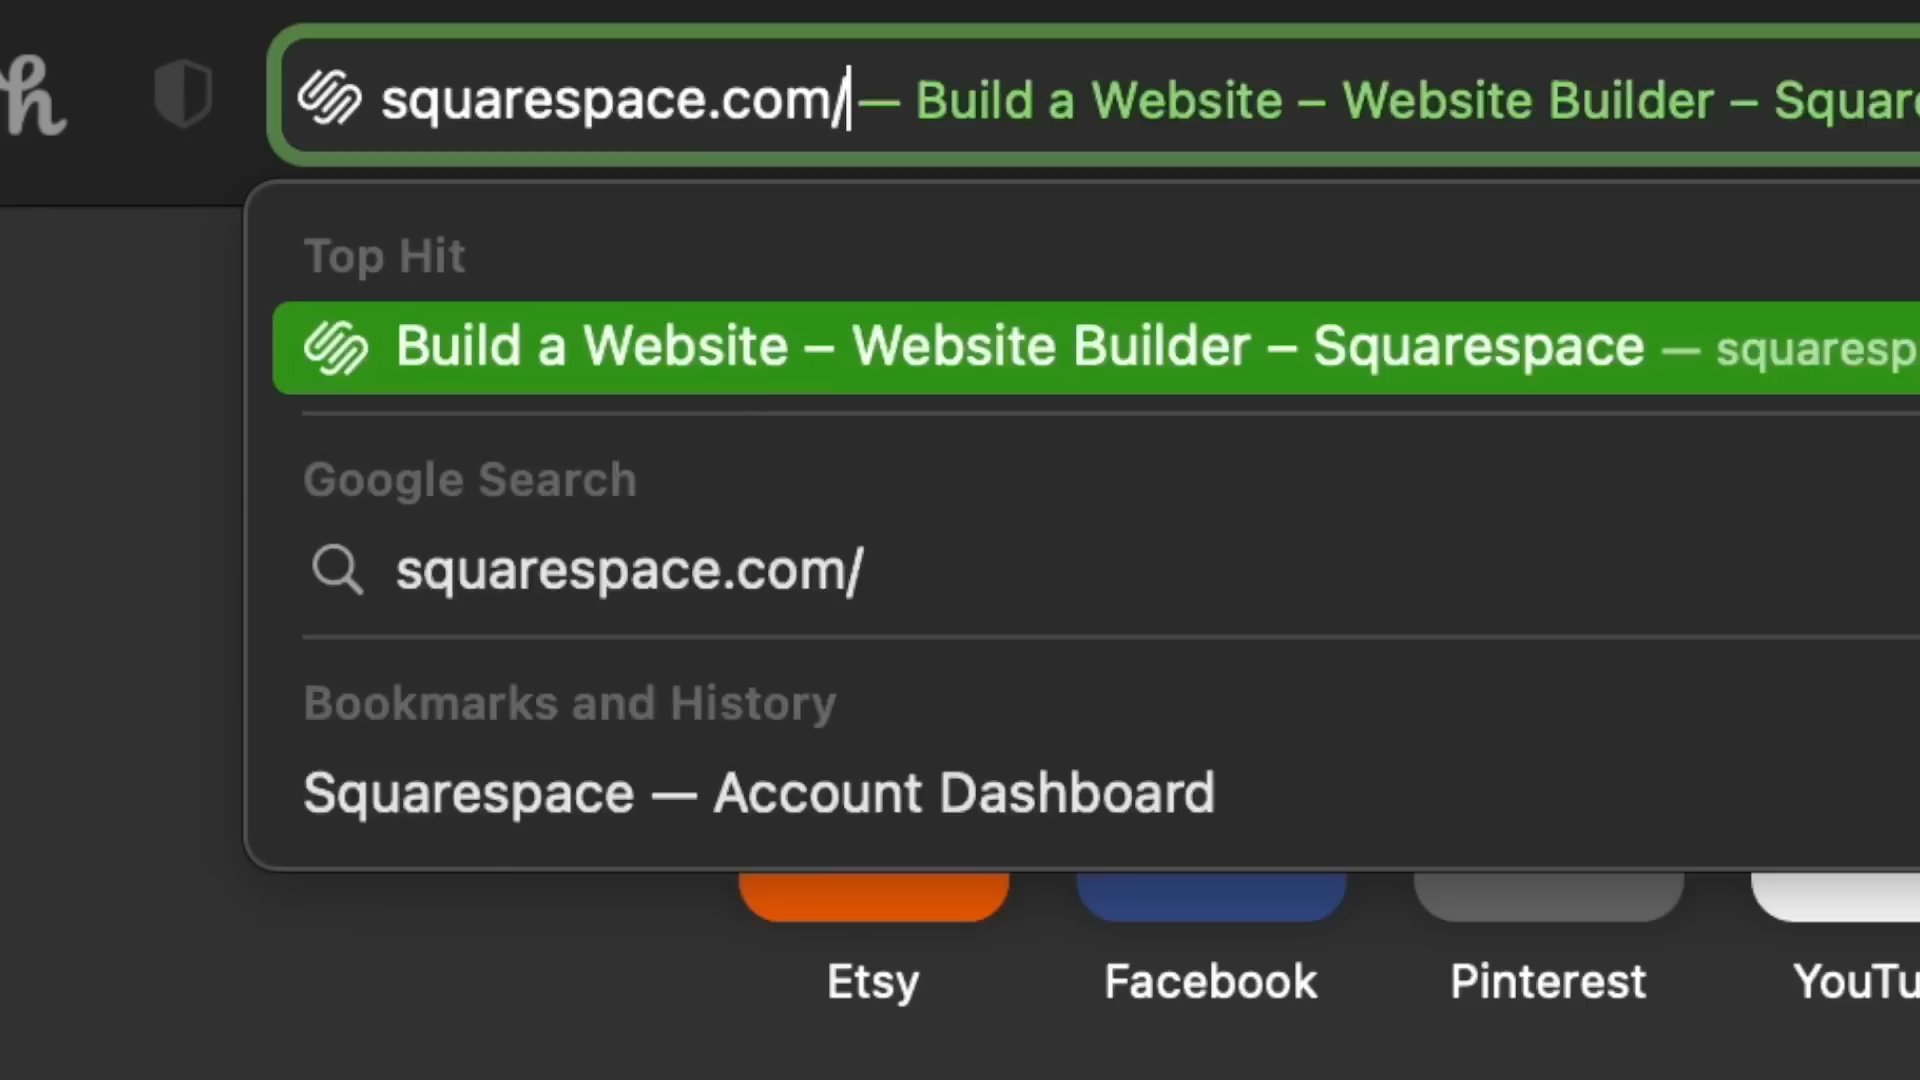 squarespace.com/ — Build a Website – Website Builder – Square
Top Hit
Build a Website – Website Builder – Squarespace — squaresp
Google Search
squarespace.com/
Bookmarks and History
Squarespace — Account Dashboard
Etsy Facebook Pinterest YouTu